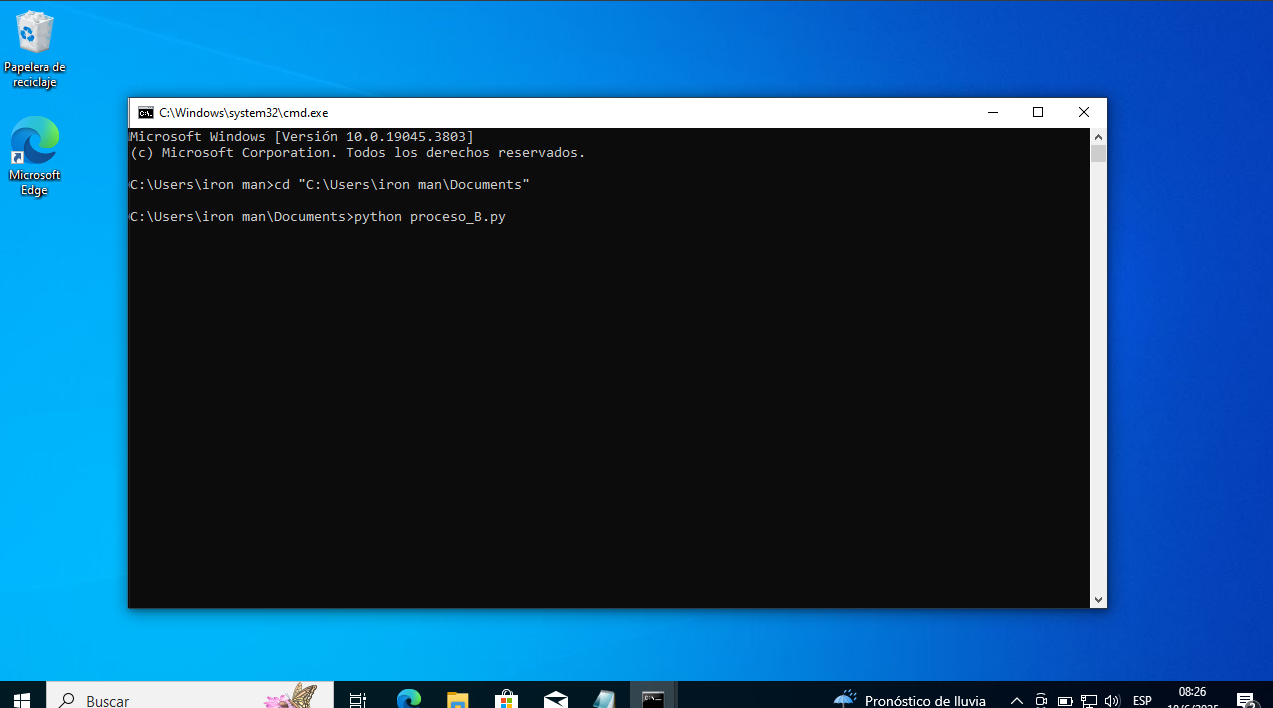 Papelera de
reciclaje
Microsoft
Edge
C:\Windows\system32\cmd.exe
Microsoft Windows [Versión 10.0.19045.3803]
(c) Microsoft Corporation. Todos los derechos reservados.
C:\Users\iron man>cd "C:\Users\iron man\Documents"
C:\Users\iron man\Documents>python proceso_B.py
Buscar
Pronóstico de lluvia
ESP
08:26